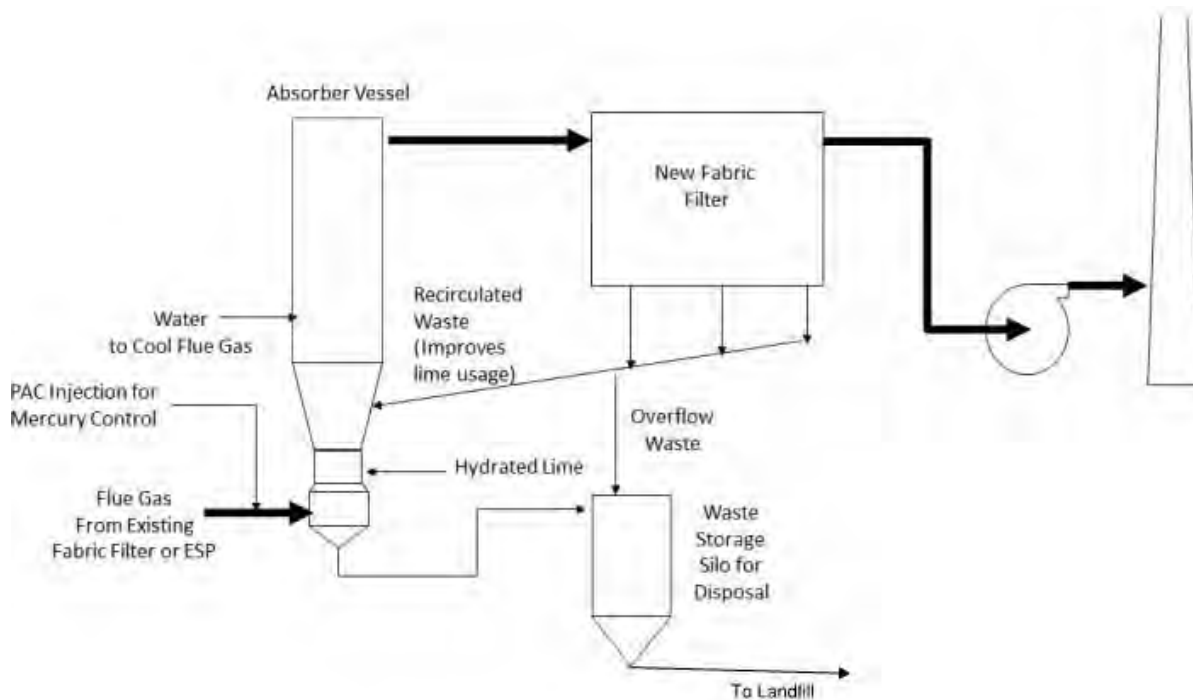 Absorber Vessel
New Fabric
Filter
Recirculated
Waste
(Improves
lime usage)
Water
to Cool Flue Gas
PAC Injection for
Mercury Control
Overflow
Waste
Hydrated Lime
Flue Gas
From Existing
Fabric Filter or ESP
Waste
Storage
Silo for
Disposal
To Landfill